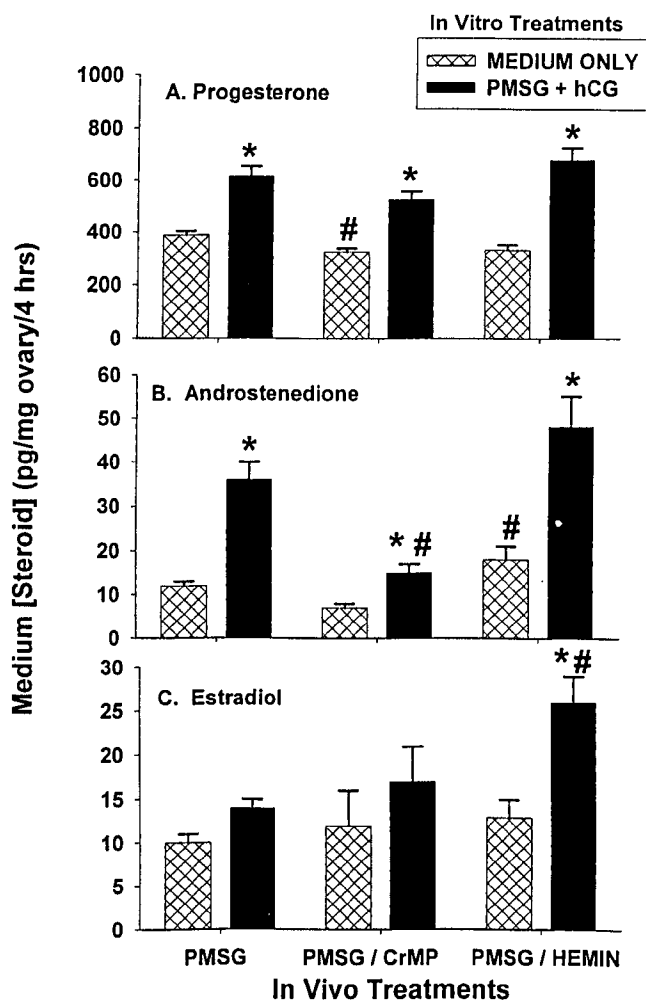 In Vitro Treatments
MEDIUM ONLY
PMSG + hCG
Medium [Steroid] (pg/mg ovary/4 hrs)
A. Progesterone
1000
800
600
400
200
0
*
#
*
*
B. Androstenedione
60
50
40
30
20
10
0
*
* #
#
*
C. Estradiol
30
25
20
15
10
5
0
* #
PMSG
PMSG / CrMP
PMSG / HEMIN
In Vivo Treatments